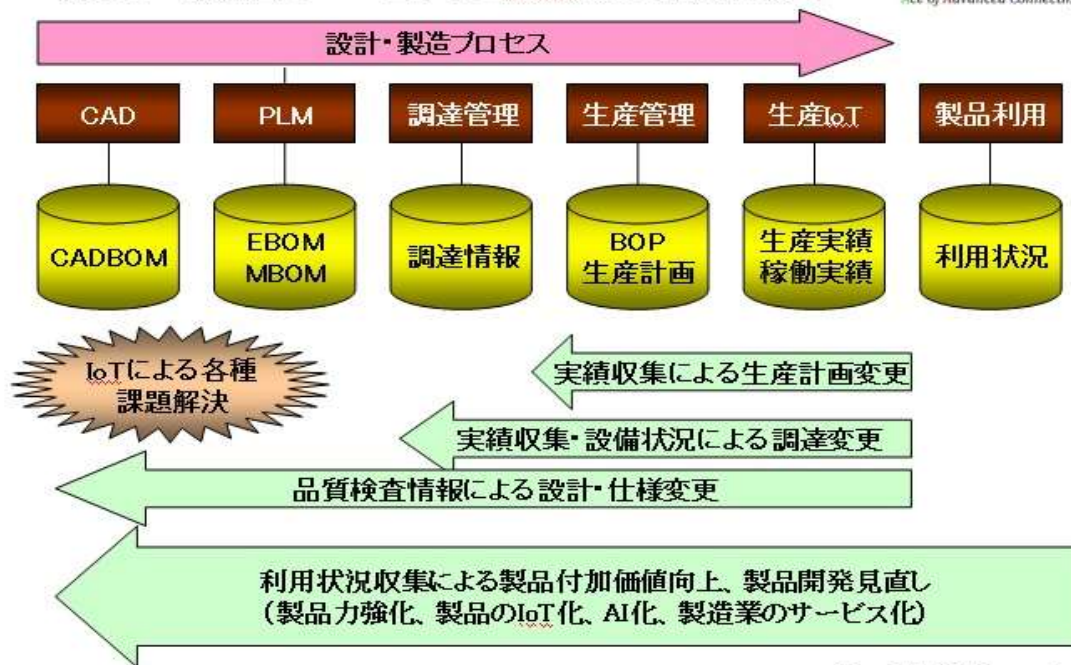 設計・製造プロセス
CAD
PLM
調達管理
生産管理
生産IoT
製品利用
CADBOM
EBOM
MBOM
調達情報
BOP
生産計画
生産実績
稼働実績
利用状況
IoTによる各種
課題解決
実績収集による生産計画変更
実績収集・設備状況による調達変更
品質検査情報による設計・仕様変更
利用状況収集による製品付加価値向上、製品開発見直し
(製品力強化、製品のIoT化、AI化、製造業のサービス化)